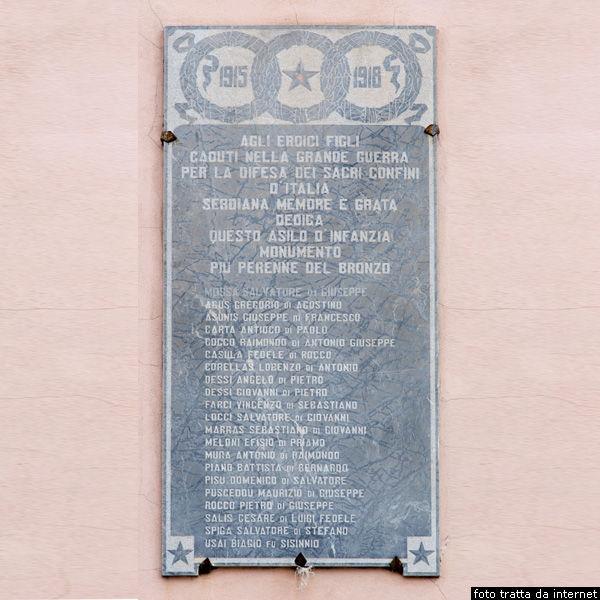 1915 1918
AGLI EROICI FIGLI
CADUTI NELLA GRANDE GUERRA
PER LA DIFESA DEI SACRI CONFINI
D'ITALIA
SERDIANA MEMORE E GRATA
DEDICA
QUESTO ASILO D'INFANZIA
MONUMENTO
PIU PERENNE DEL BRONZO
MOUSA SALVATORE DI GIUSEPPE
AGUS GREGORIO DI AGOSTINO
ASUNIS GIUSEPPE DI FRANCESCO
CARTA ANTIOCO DI PAOLO
COCCO RAIMONDO DI ANTONIO GIUSEPPE
CASULA FEDELE DI ROCCO
CORELLAS LORENZO DI ANTONIO
DESSI ANGELO DI PIETRO
DESSI GIOVANNI DI PIETRO
FARCI VINCENZO DI SEBASTIANO
LOCCI SALVATORE DI GIOVANNI
MARRAS SEBASTIANO DI GIOVANNI
MELONI EFISIO DI PRIAMO
MURA ANTONIO DI RAIMONDO
PIANO BATTISTA DI BERNARDO
PISU DOMENICO DI SALVATORE
PUSCEDDU MAURIZIO DI GIUSEPPE
ROCCO PIETRO DI GIUSEPPE
SALIS CESARE DI LUIGI FEDELE
SPIGA SALVATORE DI STEFANO
USAI BIAGIO FU SISINNIO
foto tratta da internet